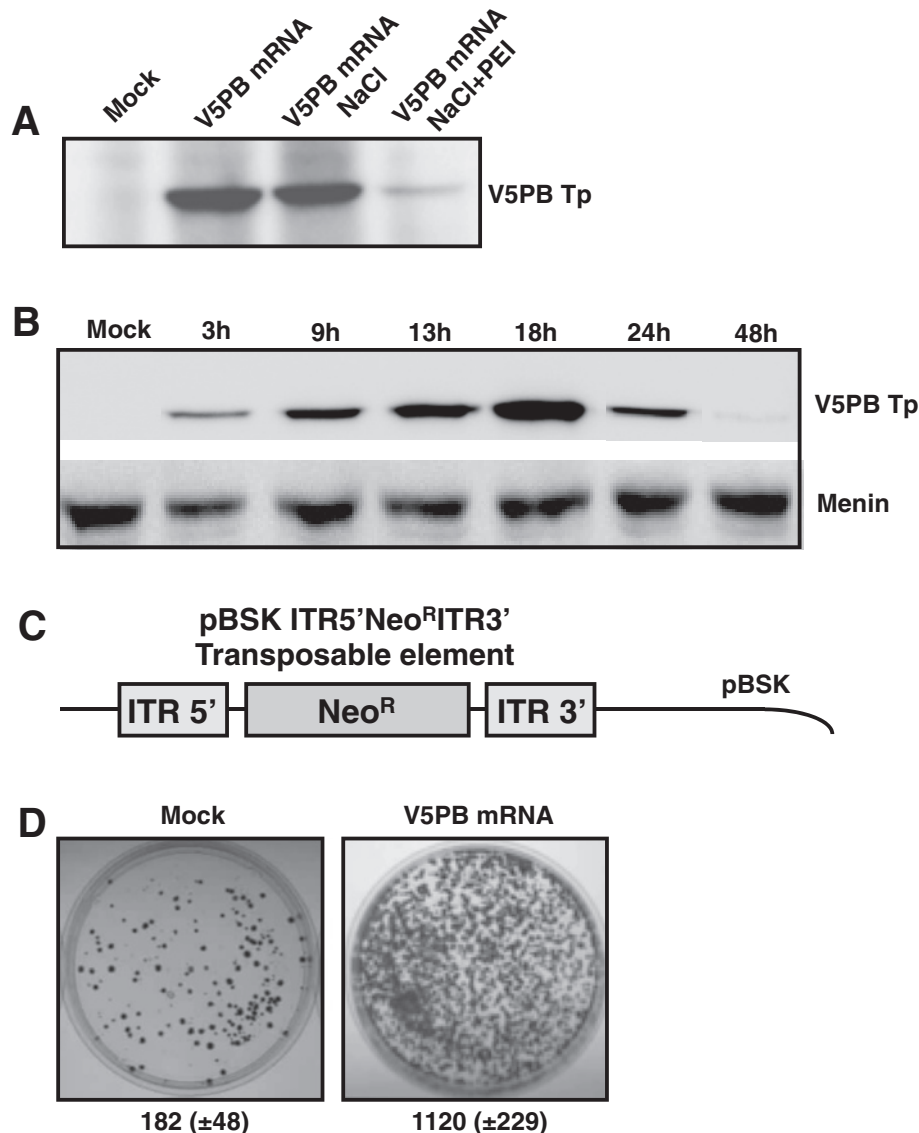 A
Mock
V5PB mRNA
V5PB mRNA
NaCl
V5PB mRNA
NaCl+PEI
V5PB Tp
B
Mock 3h 9h 13h 18h 24h 48h
V5PB Tp
Menin
C
pBSK ITR5’NeoRITR3’
Transposable element
pBSK
ITR 5’ NeoR ITR 3’
D
Mock V5PB mRNA
182 (±48) 1120 (±229)